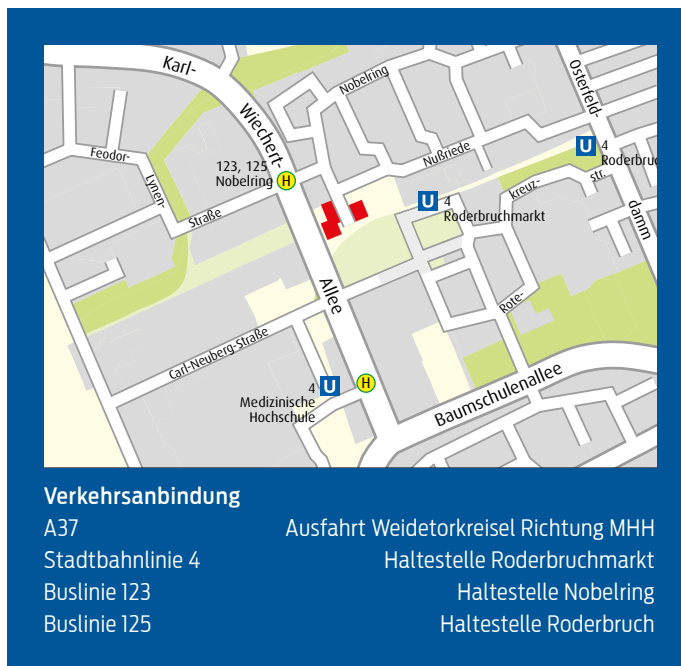 Karl-
Wiechert-
Allee
Nobelring
Osterfeld-
damm
Feodor-
Lynen-
Straße
123, 125
Nobelring
H
Nußriede
U
4
Roderbruc
U
4
Roderbruchmarkt
kreuz-
str.
Rote-
Carl-Neuberg-Straße
4
U
Medizinische
Hochschule
H
Baumschulenallee
Verkehrsanbindung
A37 Ausfahrt Weidetorkreisel Richtung MHH
Stadtbahnlinie 4 Haltestelle Roderbruchmarkt
Buslinie 123 Haltestelle Nobelring
Buslinie 125 Haltestelle Roderbruch